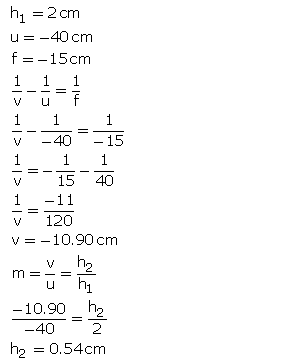 h₁ = 2 cm
u = −40 cm
f = −15 cm
1/v − 1/u = 1/f
1/v − 1/−40 = 1/−15
1/v = − 1/15 − 1/40
1/v = −11/120
v = −10.90 cm
m = v/u = h₂/h₁
−10.90/−40 = h₂/2
h₂ = 0.54 cm